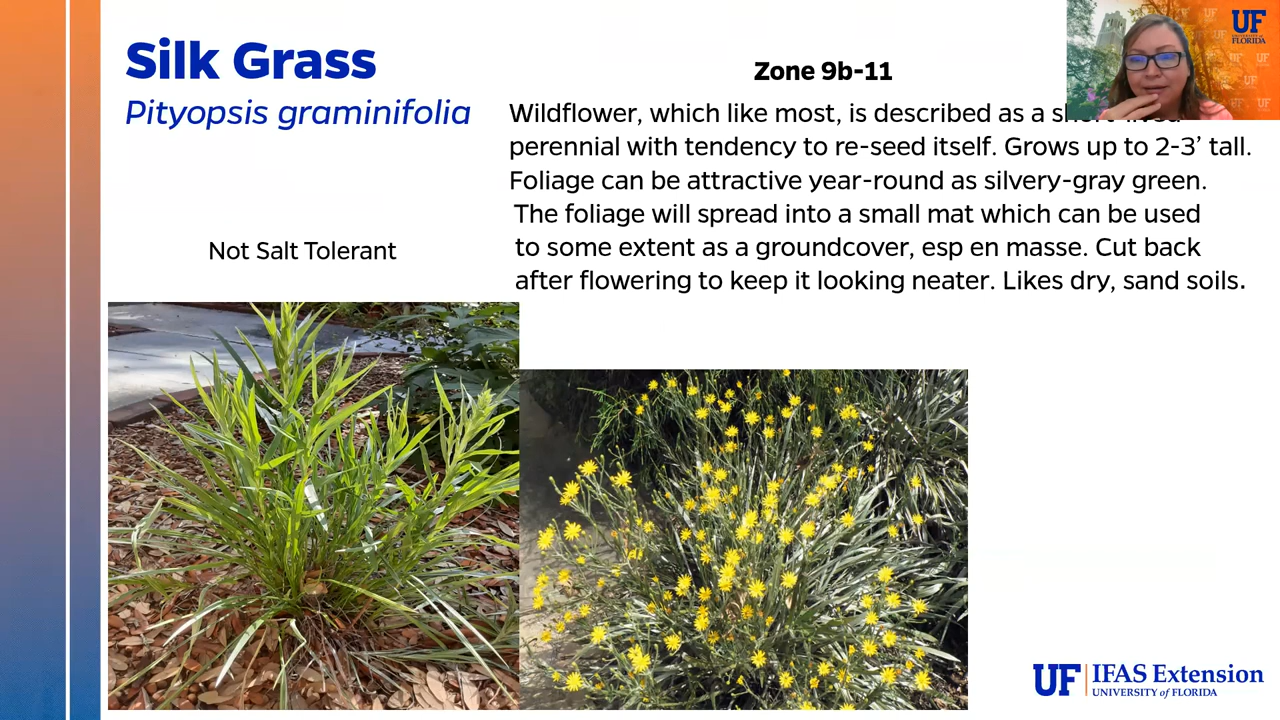 Silk Grass
Pityopsis graminifolia
Zone 9b-11
Wildflower, which like most, is described as a
perennial with tendency to re-seed itself. Grows up to 2-3’ tall.
Foliage can be attractive year-round as silvery-gray green.
The foliage will spread into a small mat which can be used
to some extent as a groundcover, esp en masse. Cut back
after flowering to keep it looking neater. Likes dry, sand soils.
Not Salt Tolerant
UF
UNIVERSITY of FLORIDA
UF IFAS Extension
UNIVERSITY of FLORIDA